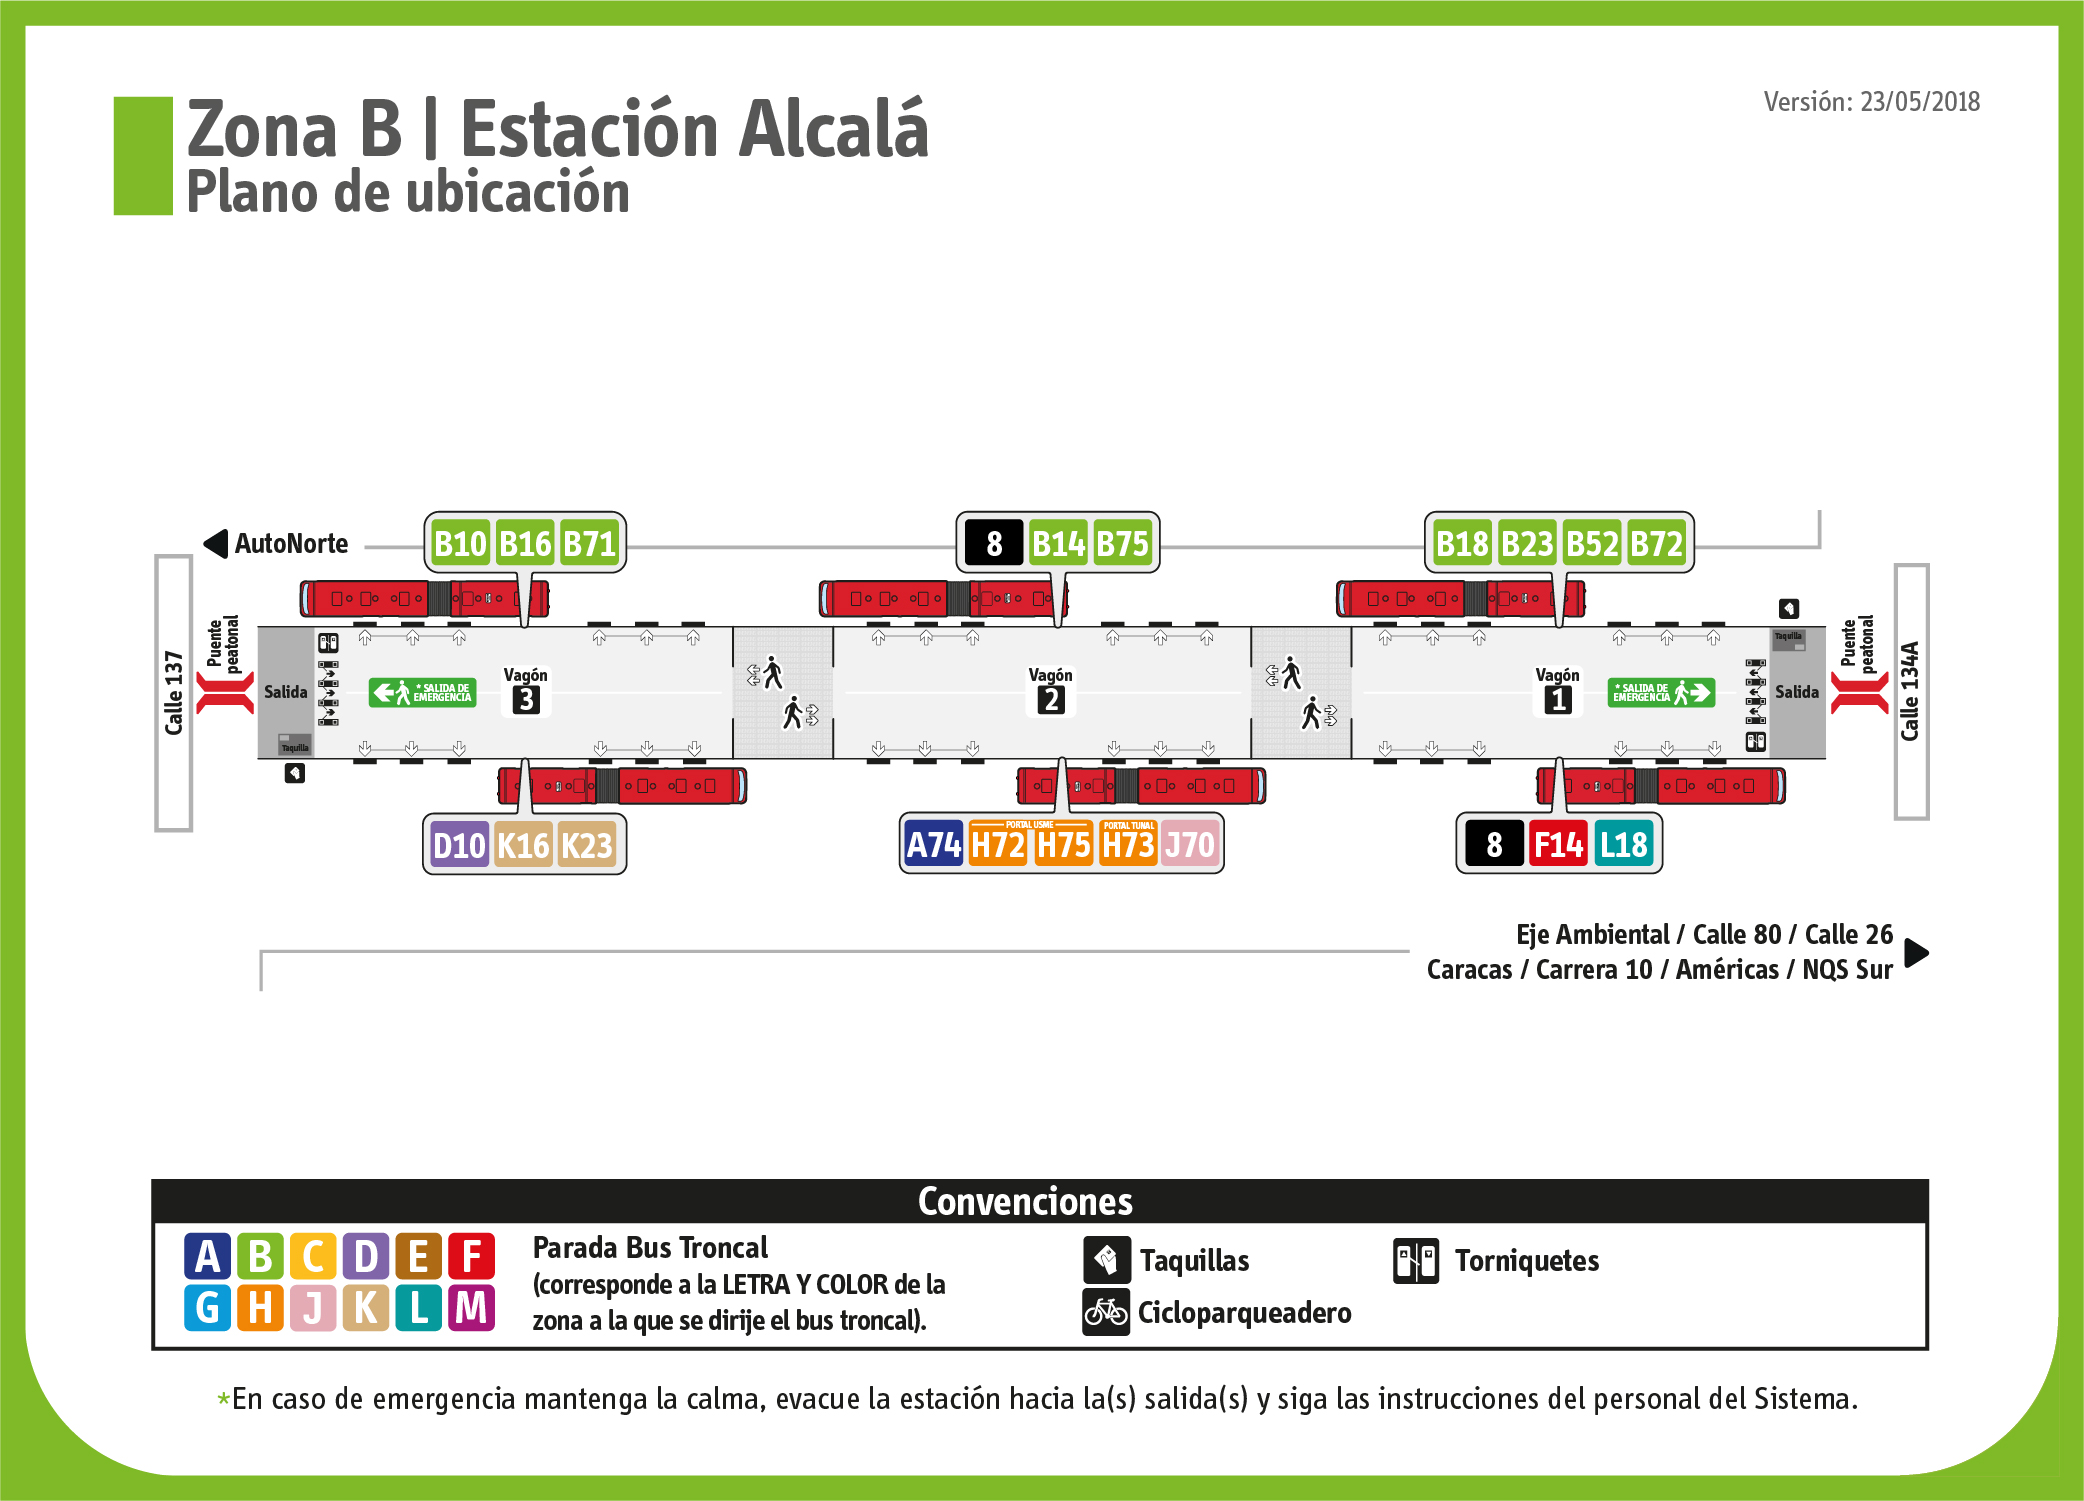 Zona B | Estación Alcalá
Plano de ubicación
Versión: 23/05/2018
AutoNorte
B10 B16 B71
8 B14 B75
B18 B23 B52 B72
Calle 137
Puente
peatonal
Salida
Taquilla
* SALIDA DE
EMERGENCIA
Vagón
3
Vagón
2
Vagón
1
* SALIDA DE
EMERGENCIA
Taquilla
Salida
Puente
peatonal
Calle 134A
D10 K16 K23
PORTAL USME PORTAL TUNAL
A74 H72 H75 H73 J70
8 F14 L18
Eje Ambiental / Calle 80 / Calle 26
Caracas / Carrera 10 / Américas / NQS Sur
Convenciones
A B C D E F
G H J K L M
Parada Bus Troncal
(corresponde a la LETRA Y COLOR de la
zona a la que se dirije el bus troncal).
Taquillas
Cicloparqueadero
Torniquetes
*En caso de emergencia mantenga la calma, evacue la estación hacia la(s) salida(s) y siga las instrucciones del personal del Sistema.